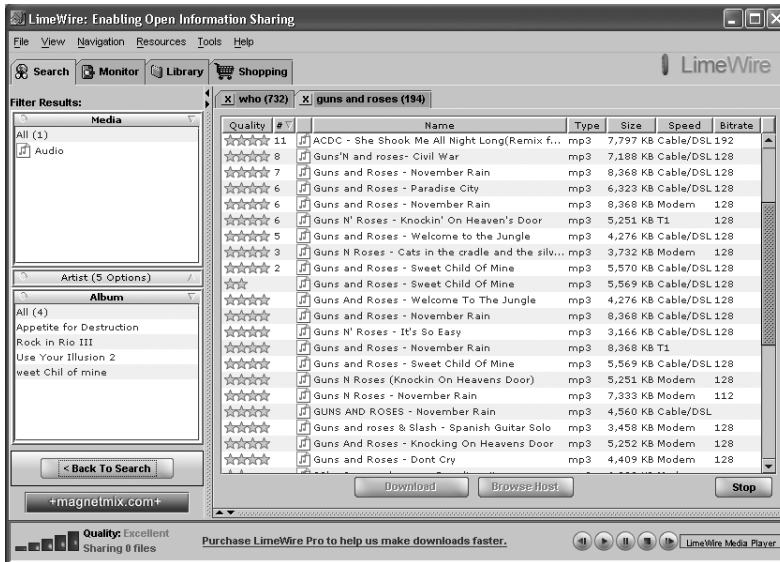 LimeWire: Enabling Open Information Sharing
File View Navigation Resources Tools Help
Search Monitor Library Shopping
LimeWire
Filter Results:
Media
All (1)
Audio
Artist (5 Options)
Album
All (4)
Appetite for Destruction
Rock in Rio III
Use Your Illusion 2
weet Chil of mine
< Back To Search
+magnetmix.com+
x who (732) x guns and roses (194)
Quality # Name Type Size Speed Bitrate
11 ACDC - She Shook Me All Night Long(Remix f... mp3 7,797 KB Cable/DSL 192
8 Guns'N and roses- Civil War mp3 7,188 KB Cable/DSL 128
7 Guns and Roses - November Rain mp3 8,368 KB Cable/DSL 128
6 Guns and Roses - Paradise City mp3 6,323 KB Cable/DSL 128
6 Guns and Roses - November Rain mp3 8,368 KB Modem 128
6 Guns N' Roses - Knockin' On Heaven's Door mp3 5,251 KB T1 128
5 Guns and Roses - Welcome to the Jungle mp3 4,276 KB Cable/DSL 128
3 Guns N Roses - Cats in the cradle and the silv... mp3 3,732 KB Modem 128
2 Guns and Roses - Sweet Child Of Mine mp3 5,570 KB Cable/DSL 128
Guns and Roses - Sweet Child Of Mine mp3 5,569 KB Cable/DSL 128
Guns And Roses - Welcome To The Jungle mp3 4,276 KB Cable/DSL 128
Guns and Roses - November Rain mp3 8,368 KB Cable/DSL 128
Guns N' Roses - It's So Easy mp3 3,166 KB Cable/DSL 128
Guns and Roses - November Rain mp3 8,368 KB T1 128
Guns and Roses - Sweet Child Of Mine mp3 5,569 KB Cable/DSL 128
Guns N Roses (Knockin On Heavens Door) mp3 5,251 KB Modem 128
Guns N Roses - November Rain mp3 7,333 KB Modem 112
GUNS AND ROSES - November Rain mp3 4,560 KB Cable/DSL
Guns and roses & Slash - Spanish Guitar Solo mp3 3,458 KB Modem 128
Guns And Roses - Knocking On Heavens Door mp3 5,252 KB Modem 128
Guns and Roses - Dont Cry mp3 4,409 KB Modem 128
Download Browse Host Stop
Quality: Excellent
Sharing 0 files
Purchase LimeWire Pro to help us make downloads faster.
LimeWire Media Player